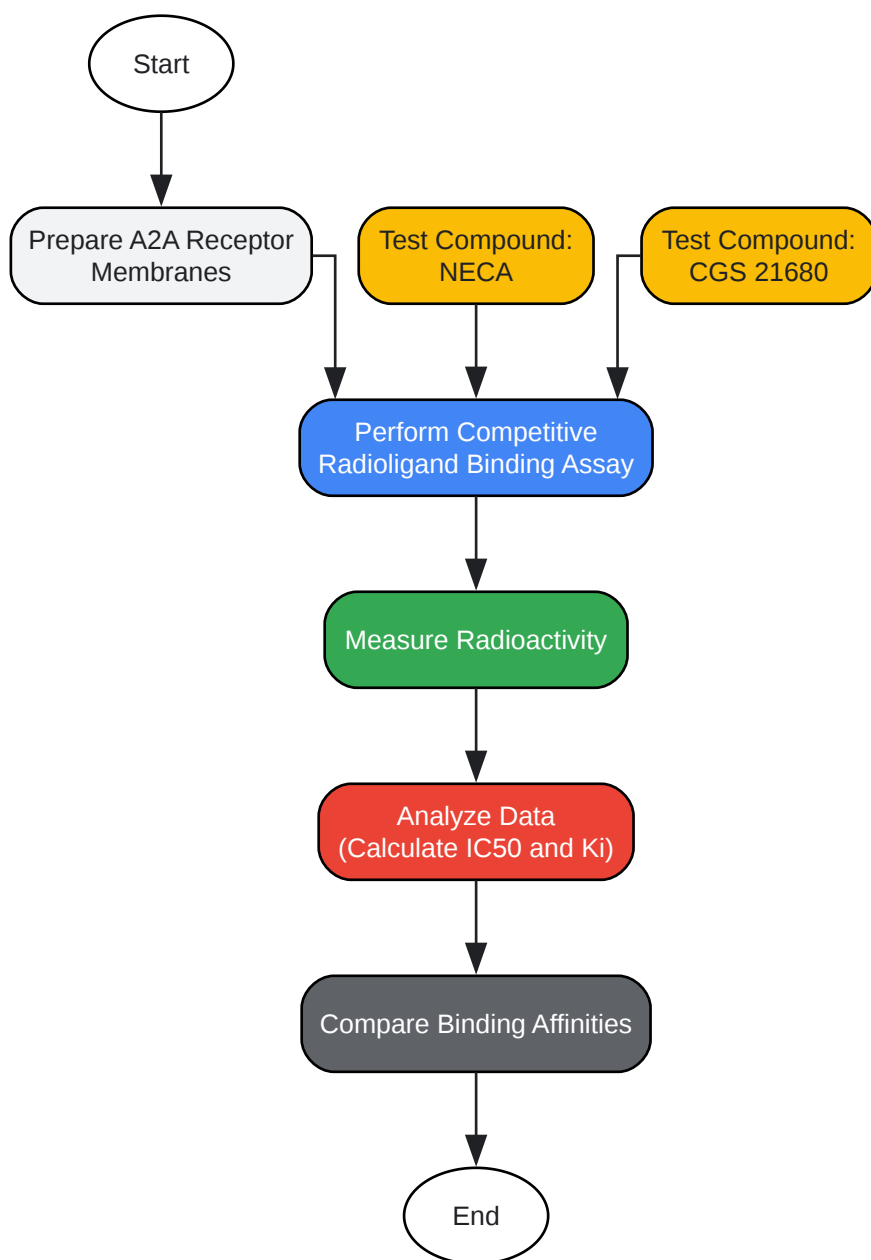 Start
Prepare A2A Receptor
Membranes
Test Compound:
NECA
Test Compound:
CGS 21680
Perform Competitive
Radioligand Binding Assay
Measure Radioactivity
Analyze Data
(Calculate IC50 and Ki)
Compare Binding Affinities
End